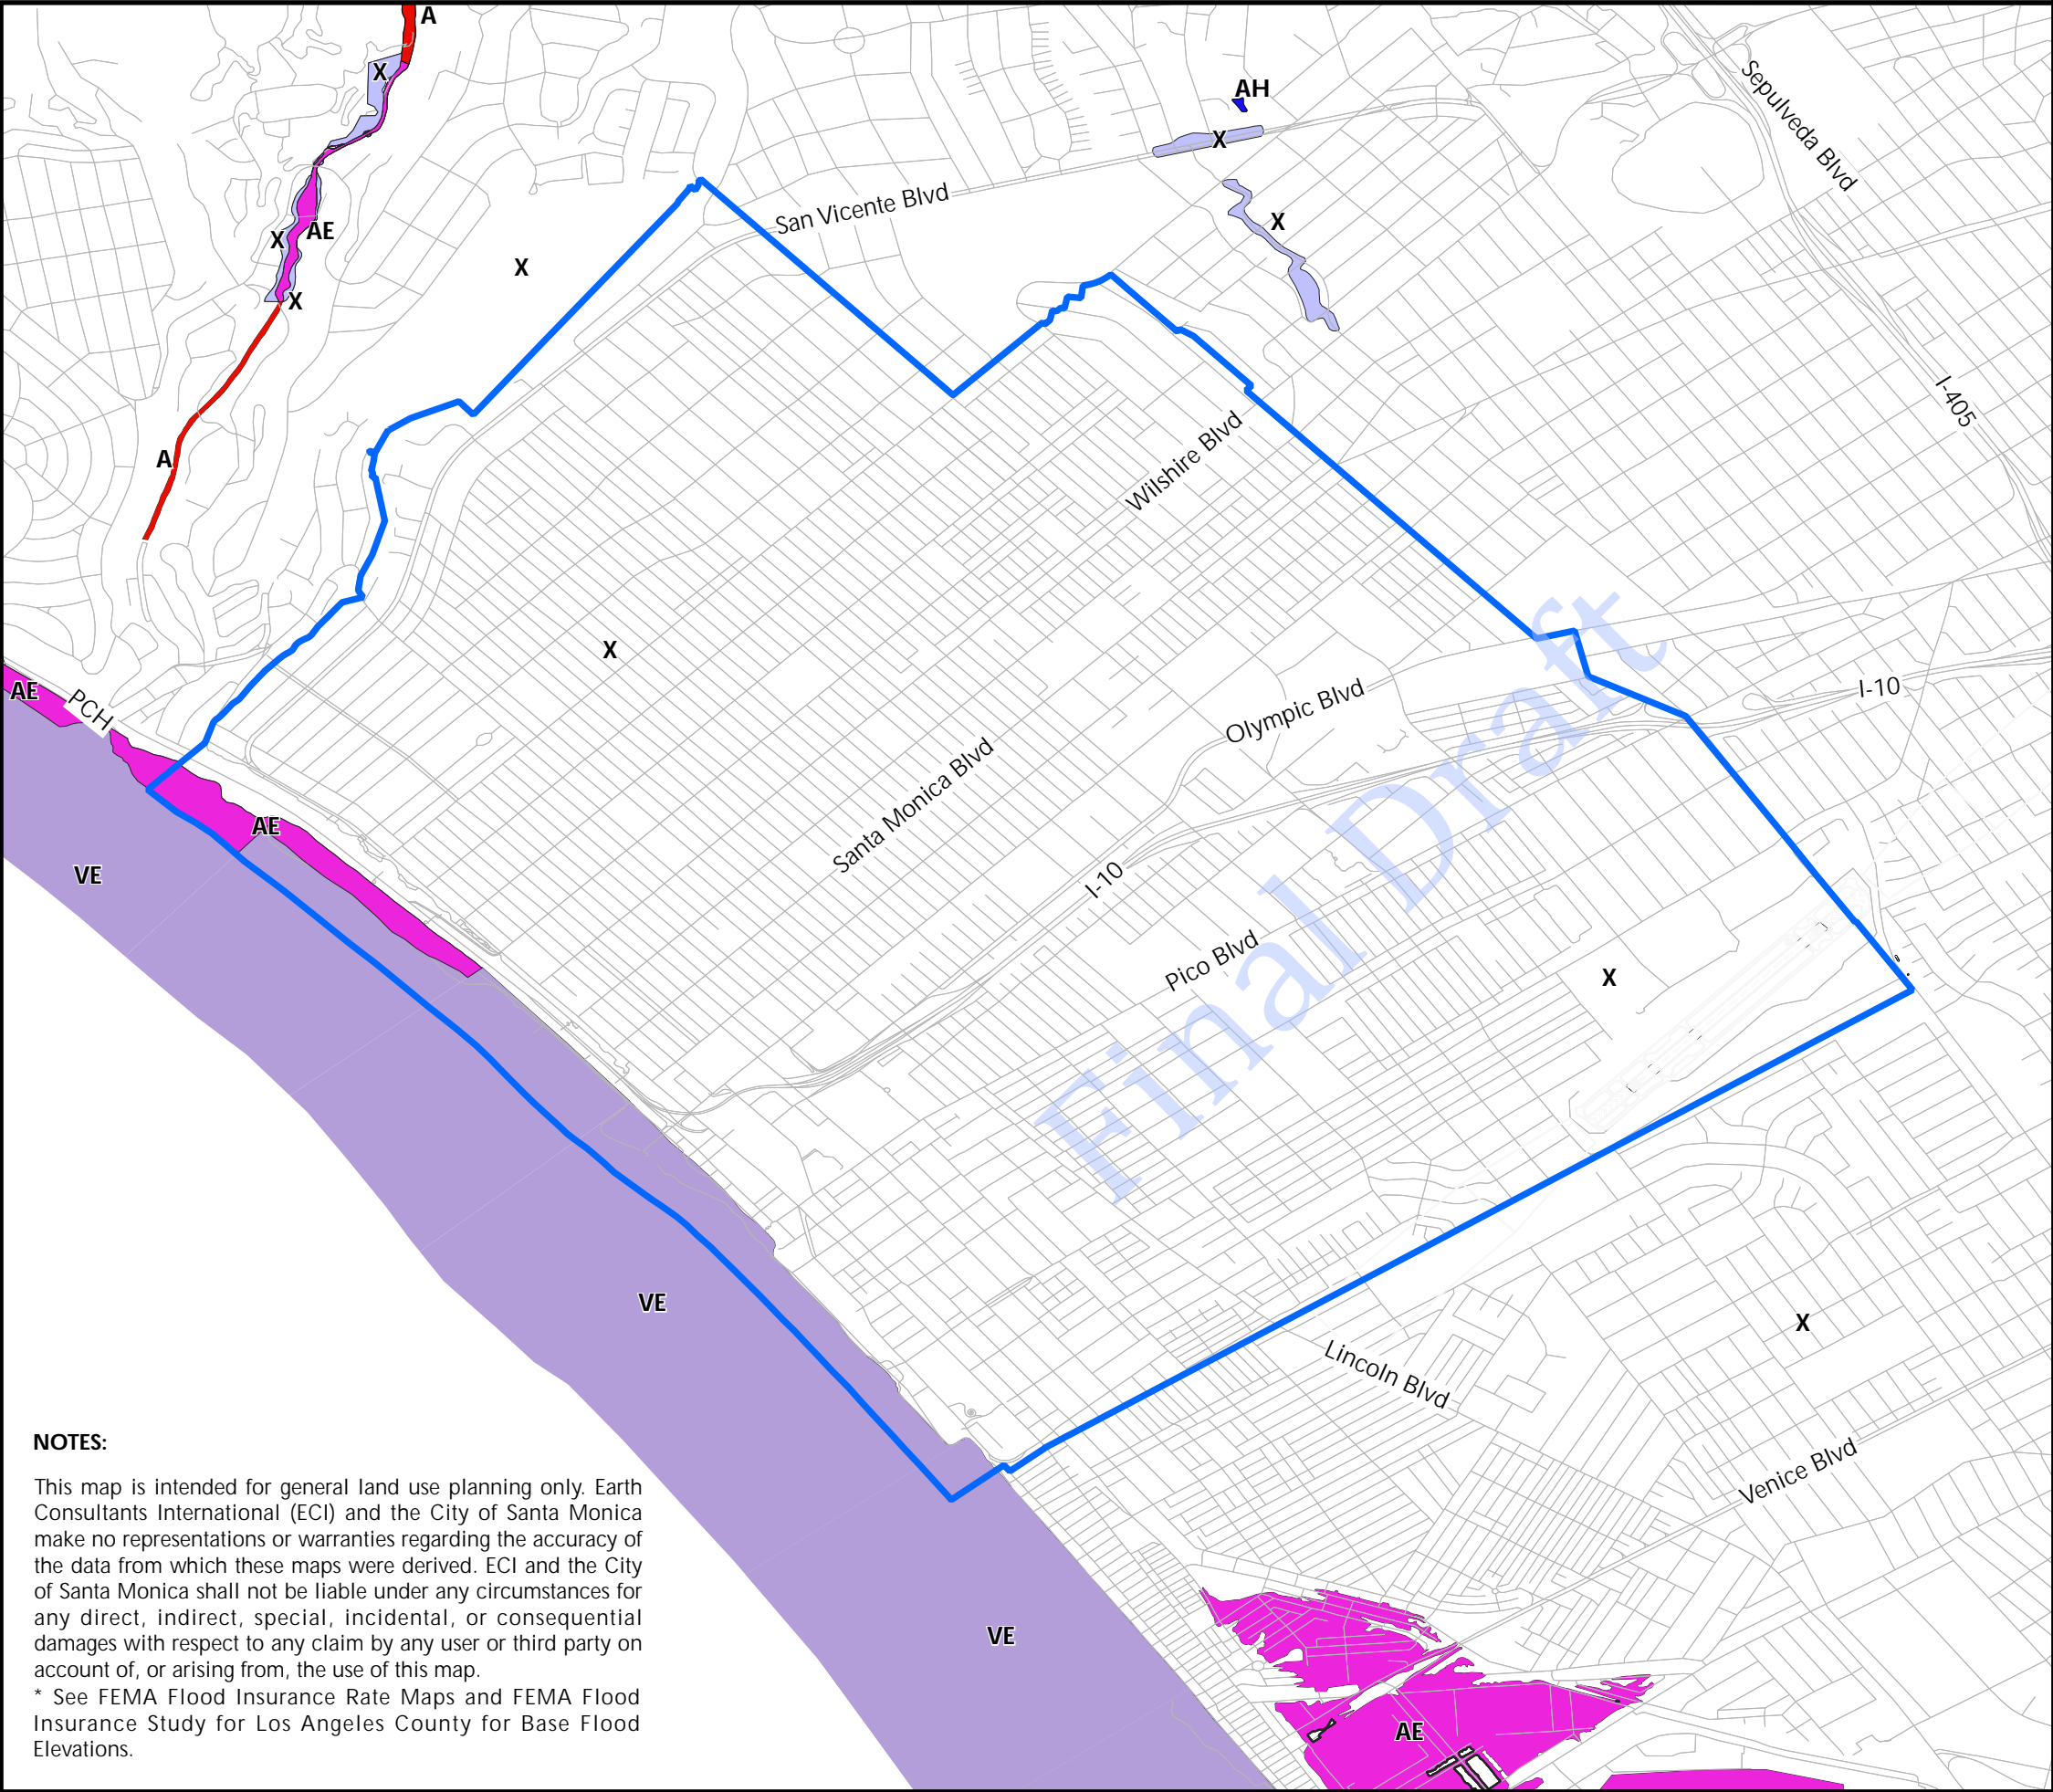 A
X
AH
X
Sepulveda Blvd
San Vicente Blvd
X
AE
X
X
X
I-405
Wilshire Blvd
A
X
I-10
AE
PCH
Olympic Blvd
Santa Monica Blvd
AE
VE
I-10
Pico Blvd
X
Final Draft
VE
X
Lincoln Blvd
Venice Blvd
VE
AE
NOTES:
This map is intended for general land use planning only. Earth
Consultants International (ECI) and the City of Santa Monica
make no representations or warranties regarding the accuracy of
the data from which these maps were derived. ECI and the City
of Santa Monica shall not be liable under any circumstances for
any direct, indirect, special, incidental, or consequential
damages with respect to any claim by any user or third party on
account of, or arising from, the use of this map.
* See FEMA Flood Insurance Rate Maps and FEMA Flood
Insurance Study for Los Angeles County for Base Flood
Elevations.